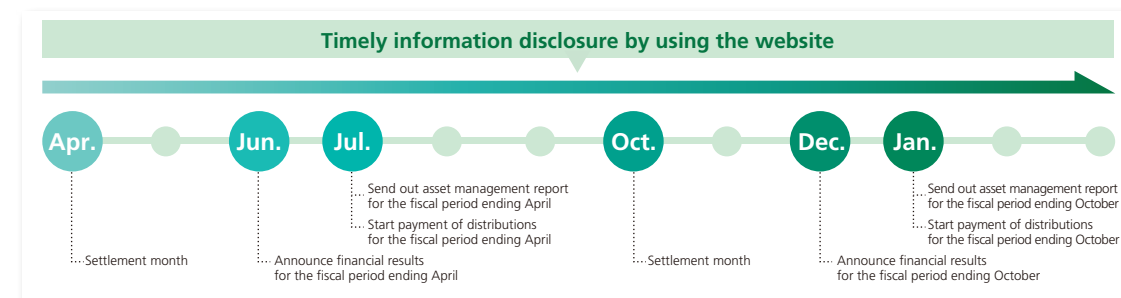 Timely information disclosure by using the website
Apr.
Jun.
Jul.
Oct.
Dec.
Jan.
Send out asset management report
for the fiscal period ending April
Start payment of distributions
for the fiscal period ending April
Send out asset management report
for the fiscal period ending October
Start payment of distributions
for the fiscal period ending October
Settlement month
Announce financial results
for the fiscal period ending April
Settlement month
Announce financial results
for the fiscal period ending October